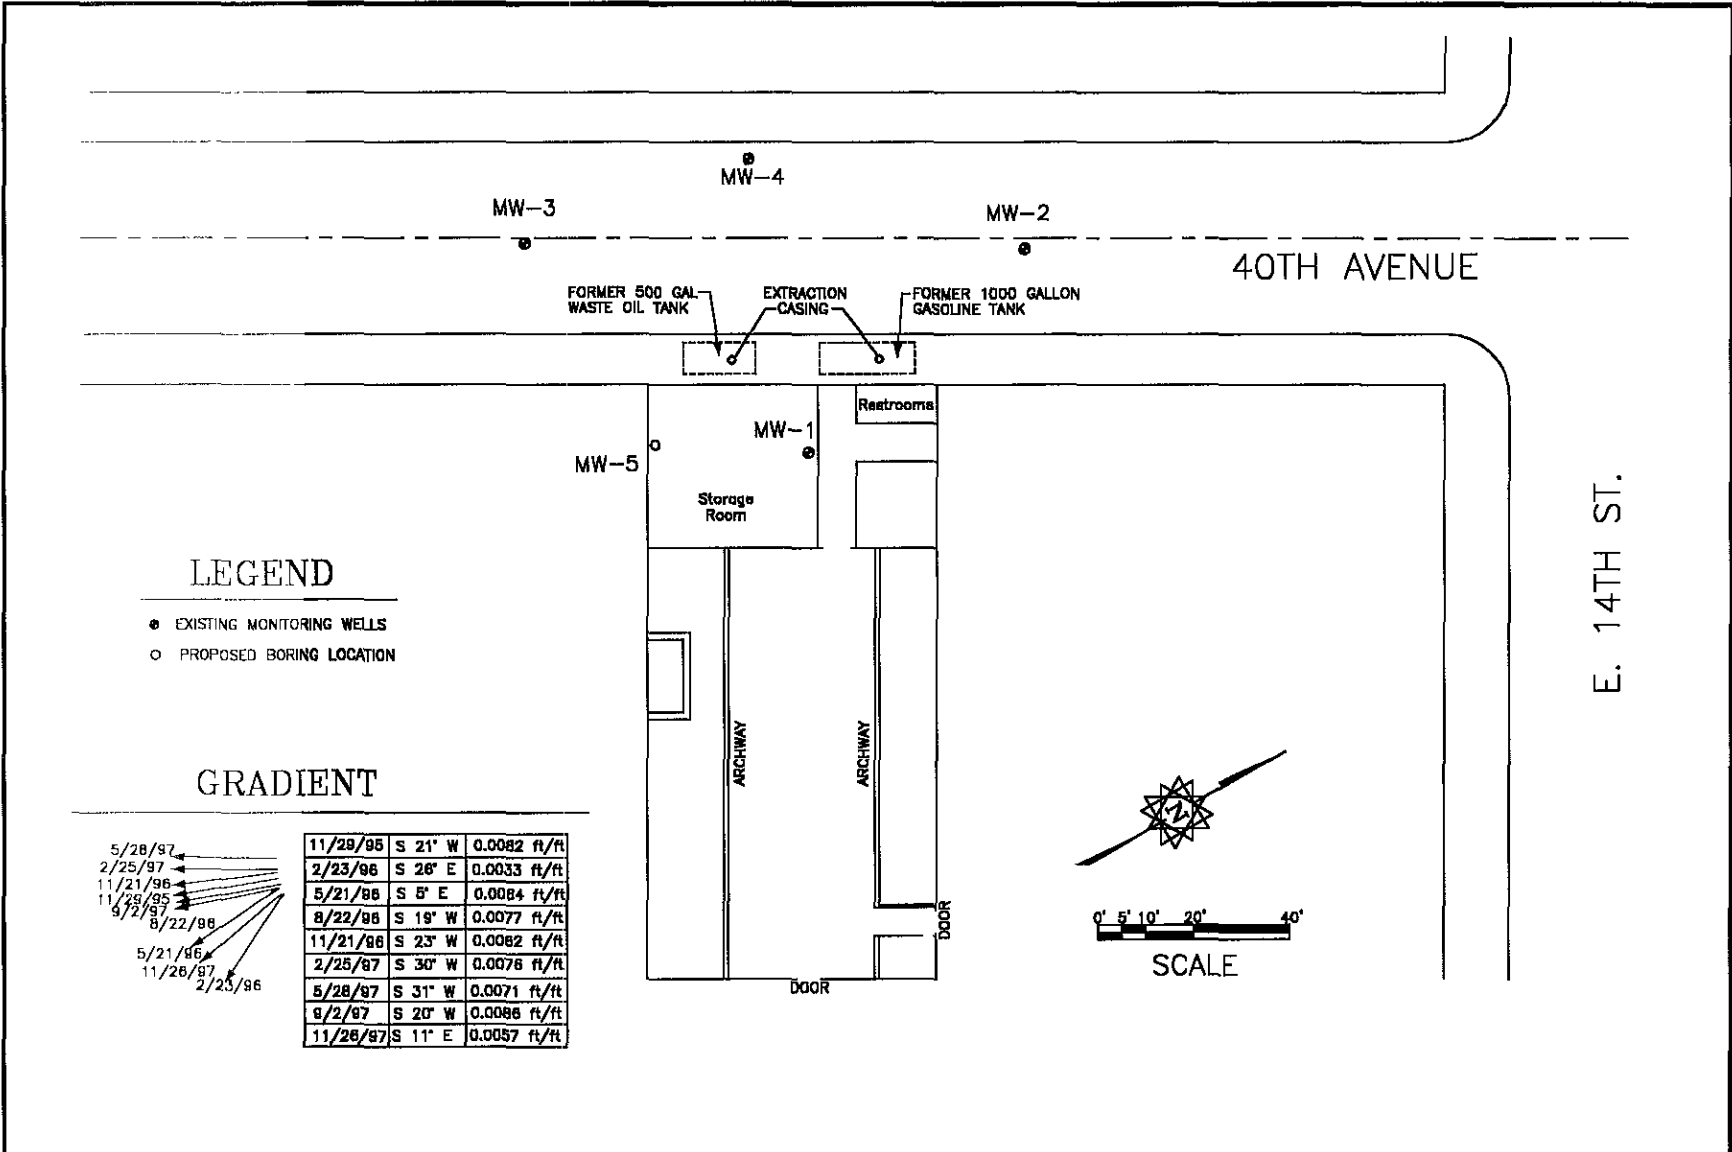 MW-4
MW-3
MW-2
40TH AVENUE
FORMER 500 GAL
WASTE OIL TANK
EXTRACTION
CASING
FORMER 1000 GALLON
GASOLINE TANK
Restrooms
MW-1
MW-5
Storage
Room
E. 14TH ST.
LEGEND
EXISTING MONITORING WELLS
PROPOSED BORING LOCATION
ARCHWAY
ARCHWAY
DOOR
DOOR
N
0' 5' 10' 20' 40'
SCALE
GRADIENT
5/28/97
2/25/97
11/21/96
11/29/95
9/2/97
8/22/96
5/21/96
11/26/97
2/23/96
11/29/95 S 21° W 0.0082 ft/ft
2/23/96 S 26° E 0.0033 ft/ft
5/21/96 S 5° E 0.0084 ft/ft
8/22/96 S 19° W 0.0077 ft/ft
11/21/96 S 23° W 0.0082 ft/ft
2/25/97 S 30° W 0.0076 ft/ft
5/28/97 S 31° W 0.0071 ft/ft
9/2/97 S 20° W 0.0086 ft/ft
11/26/97 S 11° E 0.0057 ft/ft